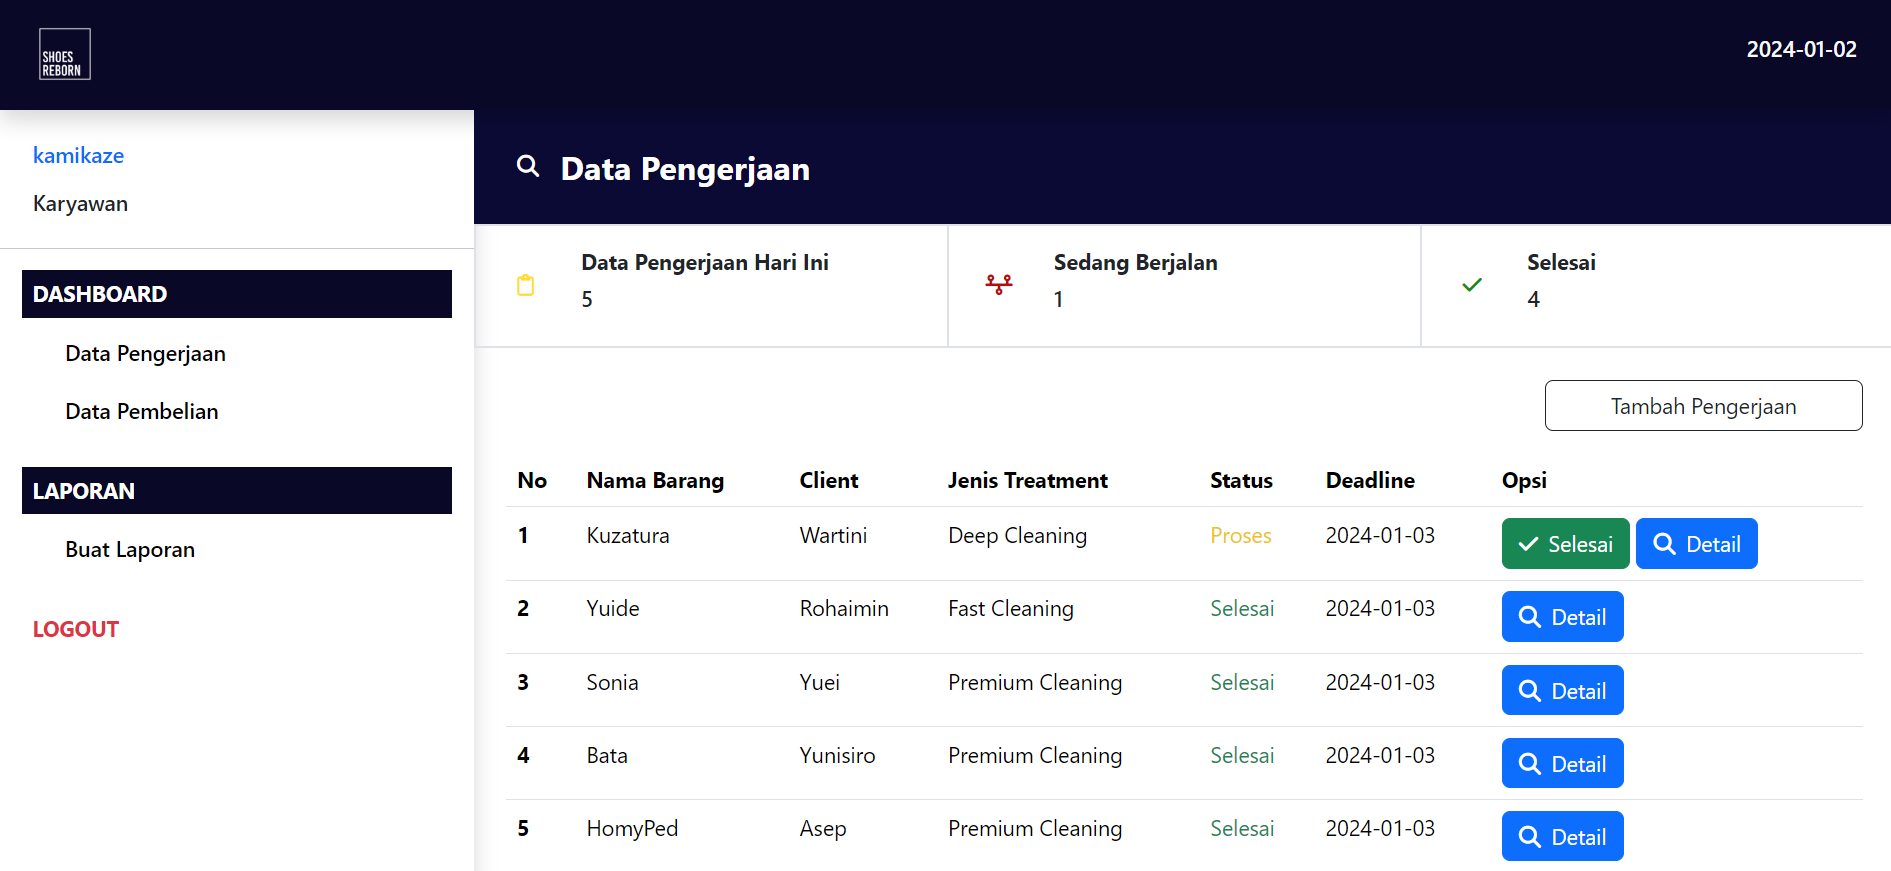 SHOES
REBORN
2024-01-02
kamikaze
Karyawan
DASHBOARD
Data Pengerjaan
Data Pembelian
LAPORAN
Buat Laporan
LOGOUT
Data Pengerjaan
Data Pengerjaan Hari Ini
5
Sedang Berjalan
1
Selesai
4
Tambah Pengerjaan
No Nama Barang Client Jenis Treatment Status Deadline Opsi
1 Kuzatura Wartini Deep Cleaning Proses 2024-01-03 Selesai Detail
2 Yuide Rohaimin Fast Cleaning Selesai 2024-01-03 Detail
3 Sonia Yuei Premium Cleaning Selesai 2024-01-03 Detail
4 Bata Yunisiro Premium Cleaning Selesai 2024-01-03 Detail
5 HomyPed Asep Premium Cleaning Selesai 2024-01-03 Detail